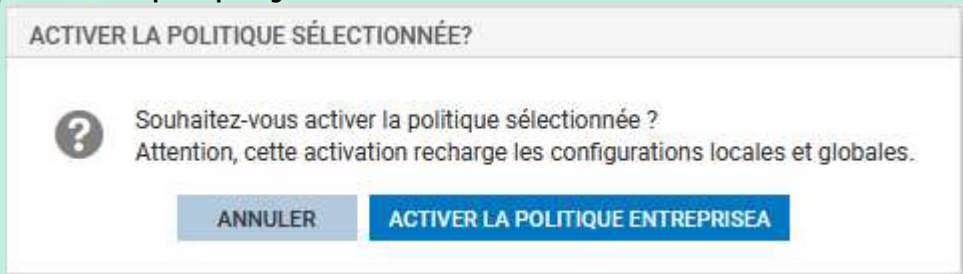 ACTIVER LA POLITIQUE SÉLECTIONNÉE?
?
Souhaitez-vous activer la politique sélectionnée ?
Attention, cette activation recharge les configurations locales et globales.
ANNULER
ACTIVER LA POLITIQUE ENTREPRISEA